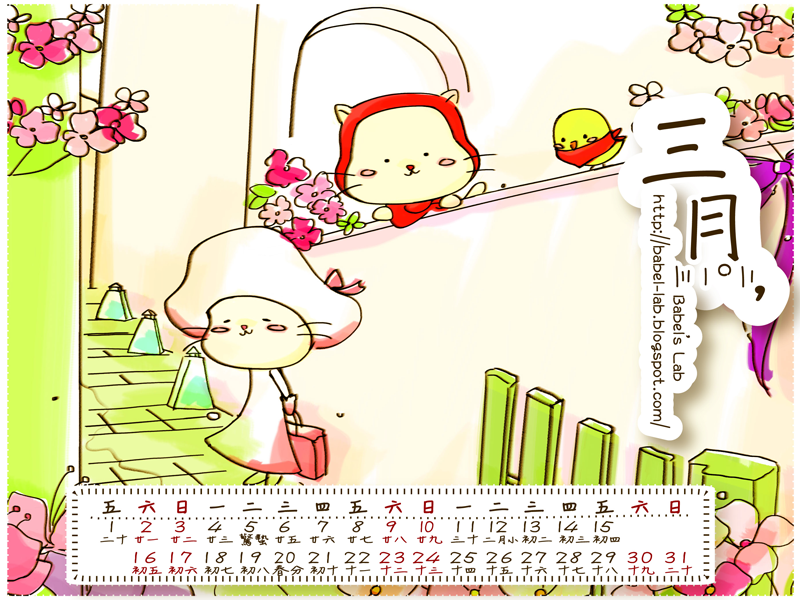 三月,
http://babel-lab.blogspot.com/
Babel's Lab
五 六 日 一 二 三 四 五 六 日 一 二 三 四 五 六 日
1 2 3 4 5 6 7 8 9 10 11 12 13 14 15
二十 廿一 廿二 廿三 驚蟄 廿五 廿六 廿七 廿八 廿九 三十 二月小 初二 初三 初四
16 17 18 19 20 21 22 23 24 25 26 27 28 29 30 31
初五 初六 初七 初八 春分 初十 十一 十二 十三 十四 十五 十六 十七 十八 十九 二十